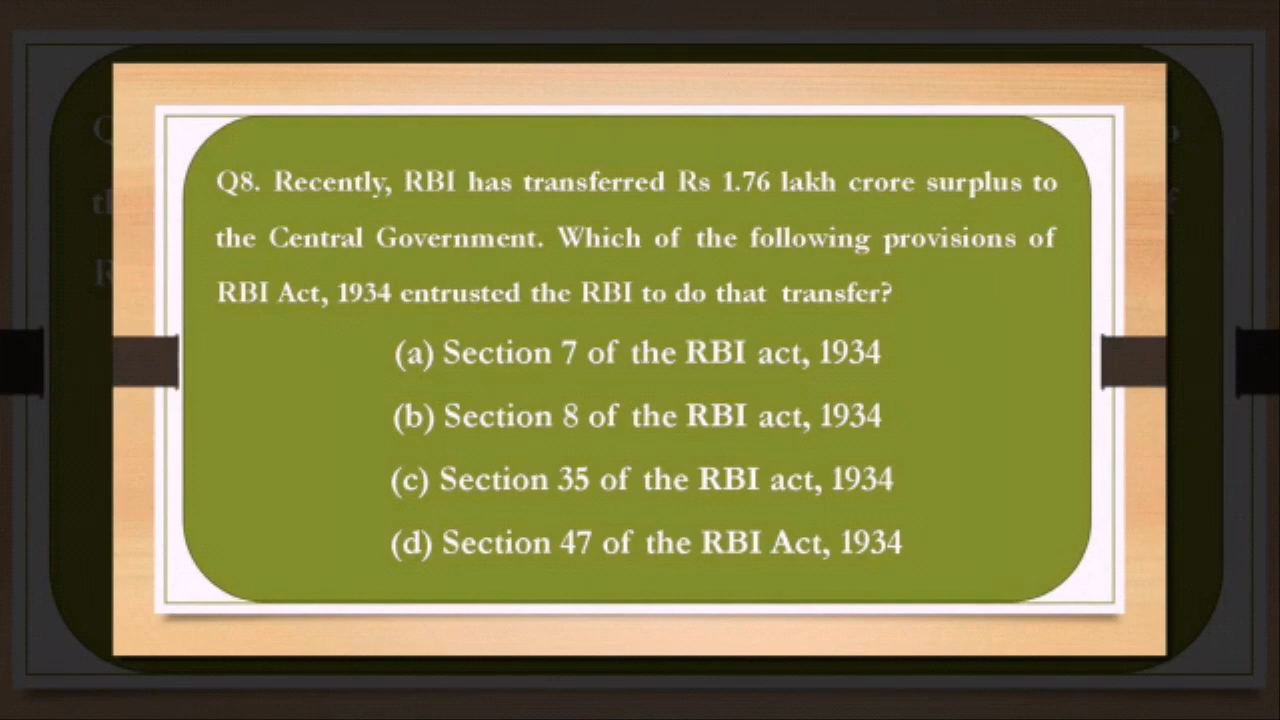 Q8. Recently, RBI has transferred Rs 1.76 lakh crore surplus to
the Central Government. Which of the following provisions of
RBI Act, 1934 entrusted the RBI to do that transfer?
(a) Section 7 of the RBI act, 1934
(b) Section 8 of the RBI act, 1934
(c) Section 35 of the RBI act, 1934
(d) Section 47 of the RBI Act, 1934